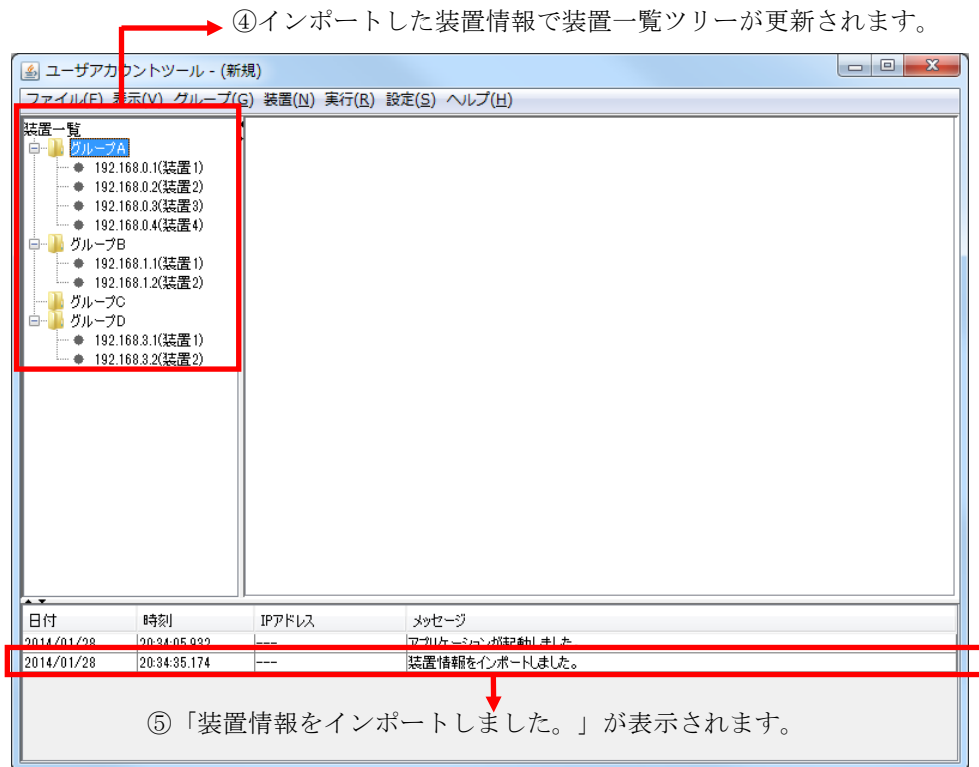 ④インポートした装置情報で装置一覧ツリーが更新されます。
ユーザアカウントツール - (新規)
ファイル(F) 表示(V) グループ(G) 装置(N) 実行(R) 設定(S) ヘルプ(H)
装置一覧
グループA
192.168.0.1(装置1)
192.168.0.2(装置2)
192.168.0.3(装置3)
192.168.0.4(装置4)
グループB
192.168.1.1(装置1)
192.168.1.2(装置2)
グループC
グループD
192.168.3.1(装置1)
192.168.3.2(装置2)
日付 時刻 IPアドレス メッセージ
2014/01/28 20:34:05.932 --- アプリケーションが起動しました
2014/01/28 20:34:35.174 --- 装置情報をインポートしました。
⑤「装置情報をインポートしました。」が表示されます。